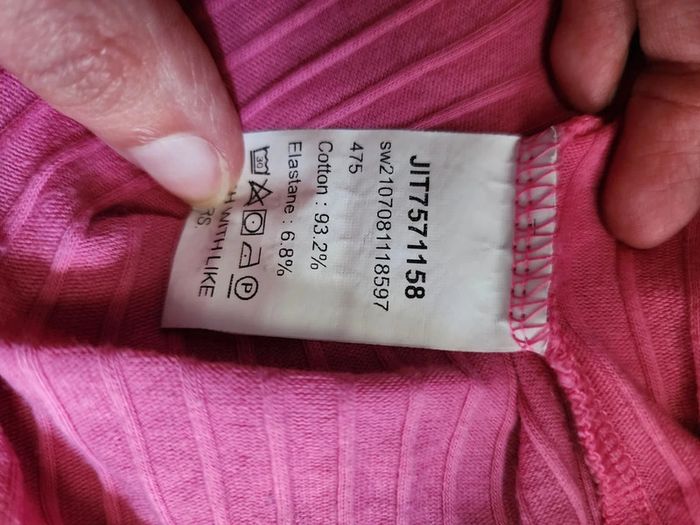 JIT7571158
sw2107081118597
475
Cotton : 93.2%
Elastane : 6.8%
30 P
WITH LIKE